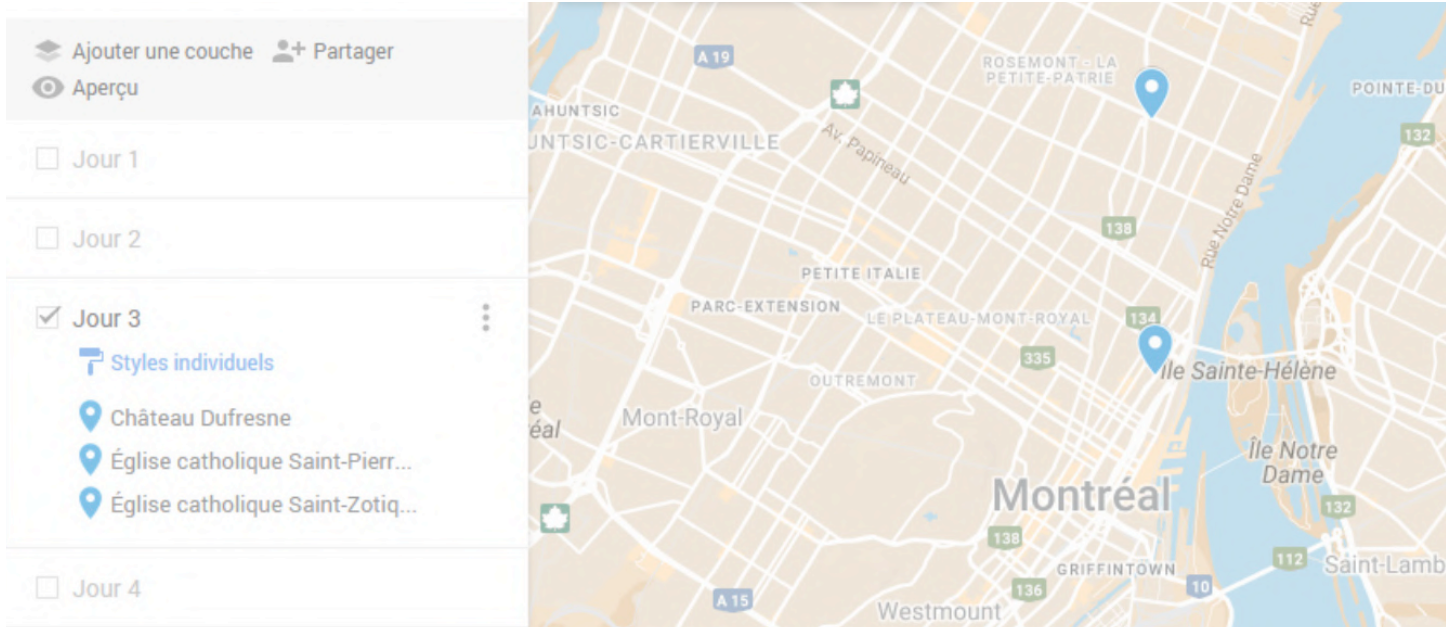 Ajouter une couche Partager
Aperçu
Jour 1
Jour 2
Jour 3
Styles individuels
Château Dufresne
Église catholique Saint-Pierr...
Église catholique Saint-Zotiq...
Jour 4
A 19
ROSEMONT - LA
PETITE-PATRIE
POINTE-DU
AHUNTSIC
UNTSIC-CARTIERVILLE
Av. Papineau
132
Rue Notre Dame
138
PETITE ITALIE
PARC-EXTENSION
LE PLATEAU-MONT-ROYAL
134
335
Ile Sainte-Hélène
OUTREMONT
Mont-Royal
e
éal
Île Notre
Dame
Montréal
132
138
112
Saint-Lamb
GRIFFINTOWN
10
136
A 15
Westmount